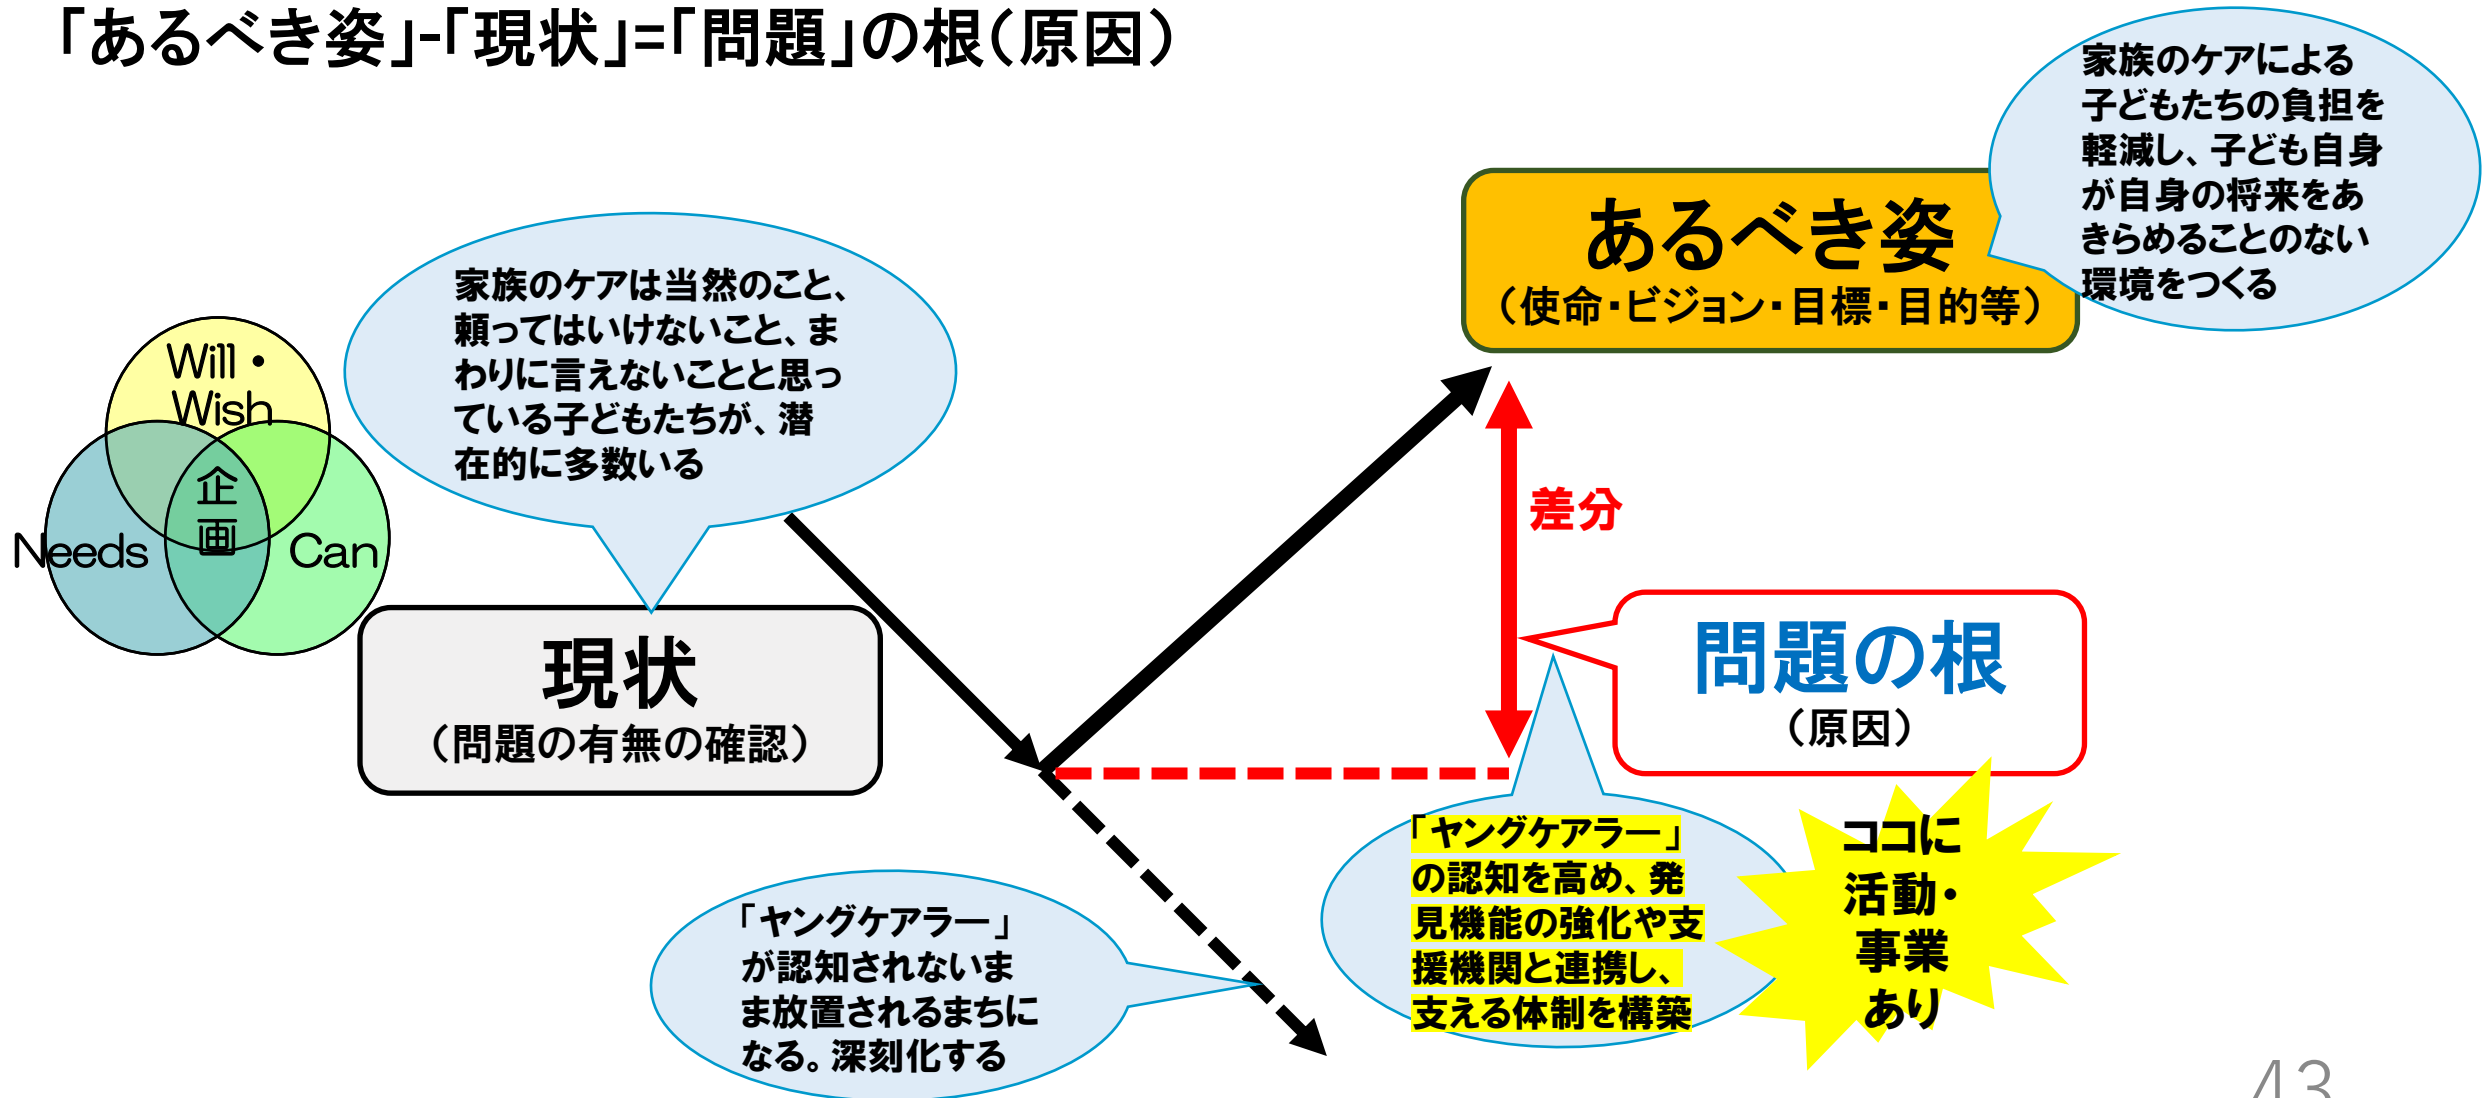 「あるべき姿」-「現状」=「問題」の根（原因）
家族のケアによる
子どもたちの負担を
軽減し、子ども自身
が自身の将来をあ
きらめることのない
環境をつくる
あるべき姿
（使命・ビジョン・目標・目的等）
家族のケアは当然のこと、
頼ってはいけないこと、ま
わりに言えないことと思っ
ている子どもたちが、潜
在的に多数いる
Will・
Wish
企
画
Needs
Can
差分
現状
（問題の有無の確認）
問題の根
（原因）
「ヤングケアラー」
の認知を高め、発
見機能の強化や支
援機関と連携し、
支える体制を構築
ココに
活動・
事業
あり
「ヤングケアラー」
が認知されないま
ま放置されるまちに
なる。深刻化する
43